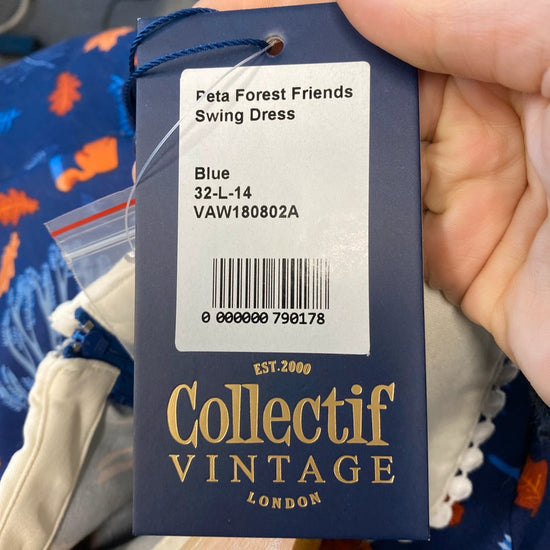 Peta Forest Friends
Swing Dress
Blue
32-L-14
VAW180802A
0 000000 790178
EST.2000
Collectif
VINTAGE
LONDON